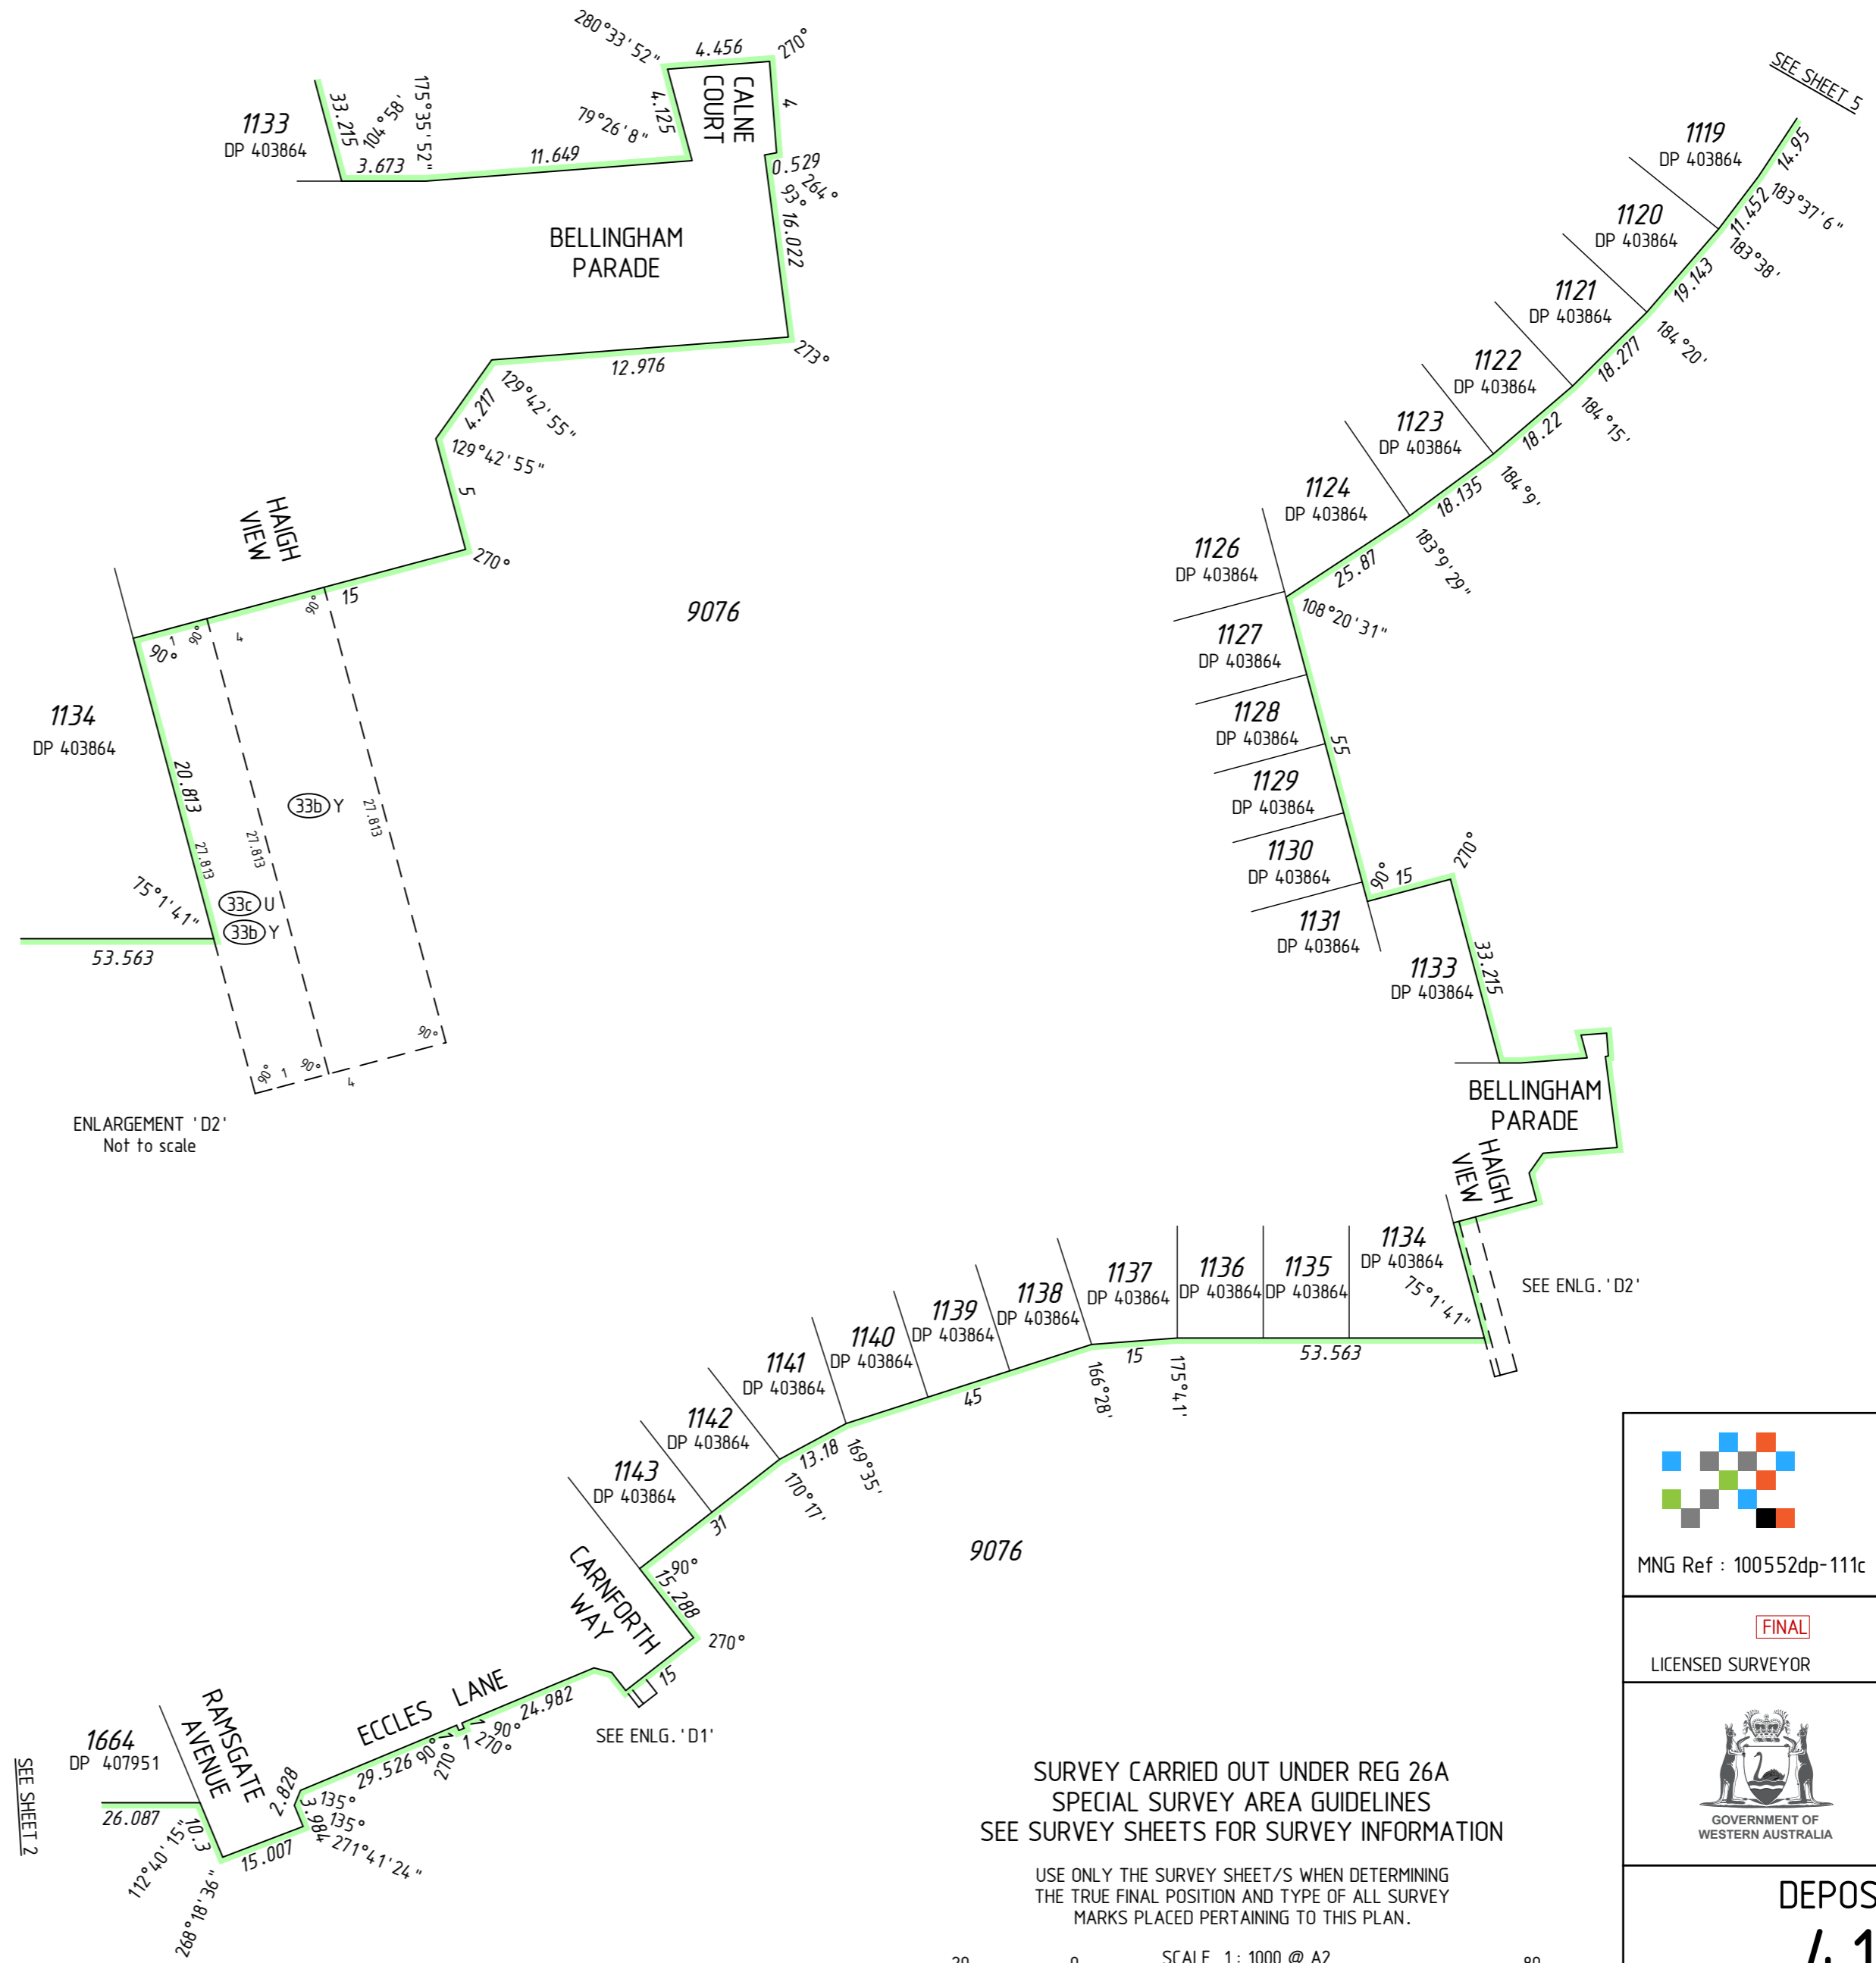 280°33'52"
4.456
270°
CALNE
COURT
4
4.125
79°26'8"
33.215
104°58'
175°35'52"
1133
DP 403864
3.673
11.649
0.529
264°
93°
16.022
BELLINGHAM
PARADE
273°
12.976
129°42'55"
4.217
129°42'55"
5
HAIGH
VIEW
270°
15
90°
4
90°
1
90°
9076
1134
DP 403864
20.813
27.813
27.813
27.813
33b Y
75°1'41"
33c U
33b Y
53.563
90°
1
90°
4
90°
ENLARGEMENT 'D2'
Not to scale
SEE SHEET 5
14.95
1119
DP 403864
183°37'6"
11.452
1120
DP 403864
183°38'
19.143
1121
DP 403864
184°20'
18.277
1122
DP 403864
184°15'
18.22
1123
DP 403864
184°9'
18.135
1124
DP 403864
183°9'29"
25.87
1126
DP 403864
108°20'31"
1127
DP 403864
1128
DP 403864
55
1129
DP 403864
1130
DP 403864
90°
15
270°
1131
DP 403864
1133
DP 403864
33.215
BELLINGHAM
PARADE
HAIGH
VIEW
1134
DP 403864
75°1'41"
SEE ENLG. 'D2'
1135
DP 403864
1136
DP 403864
1137
DP 403864
1138
DP 403864
1139
DP 403864
1140
DP 403864
1141
DP 403864
1142
DP 403864
1143
DP 403864
53.563
175°41'
15
166°28'
45
169°35'
13.18
170°17'
31
90°
15.288
270°
CARNFORTH
WAY
15
9076
SEE ENLG. 'D1'
ECCLES LANE
24.982
90°
270°
1
1
1
90°
270°
29.526
RAMSGATE
AVENUE
2.828
135°
3.984
135°
271°41'24"
1664
DP 407951
SEE SHEET 2
26.087
10.3
112°40'15"
15.007
268°18'36"
MNG Ref : 100552dp-111c
FINAL
LICENSED SURVEYOR
GOVERNMENT OF
WESTERN AUSTRALIA
SURVEY CARRIED OUT UNDER REG 26A
SPECIAL SURVEY AREA GUIDELINES
SEE SURVEY SHEETS FOR SURVEY INFORMATION
USE ONLY THE SURVEY SHEET/S WHEN DETERMINING
THE TRUE FINAL POSITION AND TYPE OF ALL SURVEY
MARKS PLACED PERTAINING TO THIS PLAN.
DEPOS
SCALE 1 : 1000 @ A2